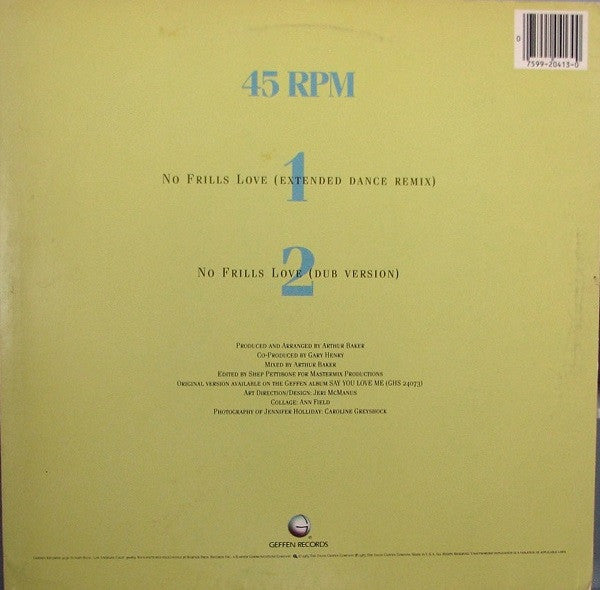 0
7599-20413-0
45 RPM
1
No Frills Love (extended dance remix)
2
No Frills Love (dub version)
Produced and Arranged by Arthur Baker
Co-Produced by Gary Henry
Mixed by Arthur Baker
Edited by Shep Pettibone for Mastermix Productions
Original version available on the Geffen album SAY YOU LOVE ME (GHS 24073)
Art Direction/Design: Jeri McManus
Collage: Ann Field
Photography of Jennifer Holliday: Caroline Greyshock
GEFFEN RECORDS